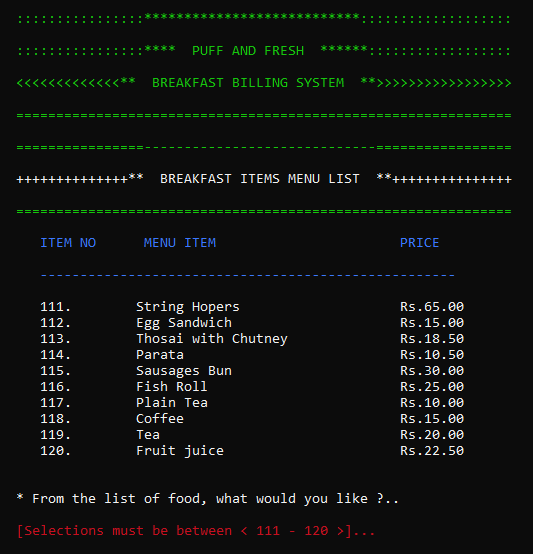 ::::::::::::::::***************************:::::::::::::::::::
::::::::::::::::****  PUFF AND FRESH  ******::::::::::::::::::
<<<<<<<<<<<<<**  BREAKFAST BILLING SYSTEM  **>>>>>>>>>>>>>>>>>
==============================================================
================-----------------------------=================
++++++++++++++**  BREAKFAST ITEMS MENU LIST  **+++++++++++++++
==============================================================
ITEM NO      MENU ITEM                       PRICE
----------------------------------------------------
111.        String Hopers                    Rs.65.00
112.        Egg Sandwich                     Rs.15.00
113.        Thosai with Chutney              Rs.18.50
114.        Parata                           Rs.10.50
115.        Sausages Bun                     Rs.30.00
116.        Fish Roll                        Rs.25.00
117.        Plain Tea                        Rs.10.00
118.        Coffee                           Rs.15.00
119.        Tea                              Rs.20.00
120.        Fruit juice                      Rs.22.50
* From the list of food, what would you like ?..
[Selections must be between < 111 - 120 >]...